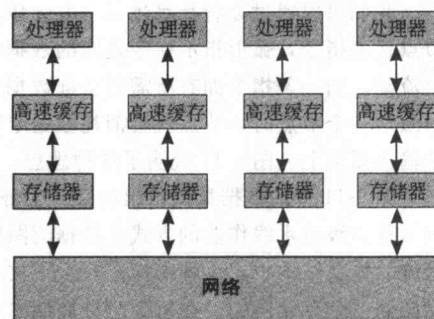 处理器 处理器 处理器 处理器
高速缓存 高速缓存 高速缓存 高速缓存
存储器 存储器 存储器 存储器
网络